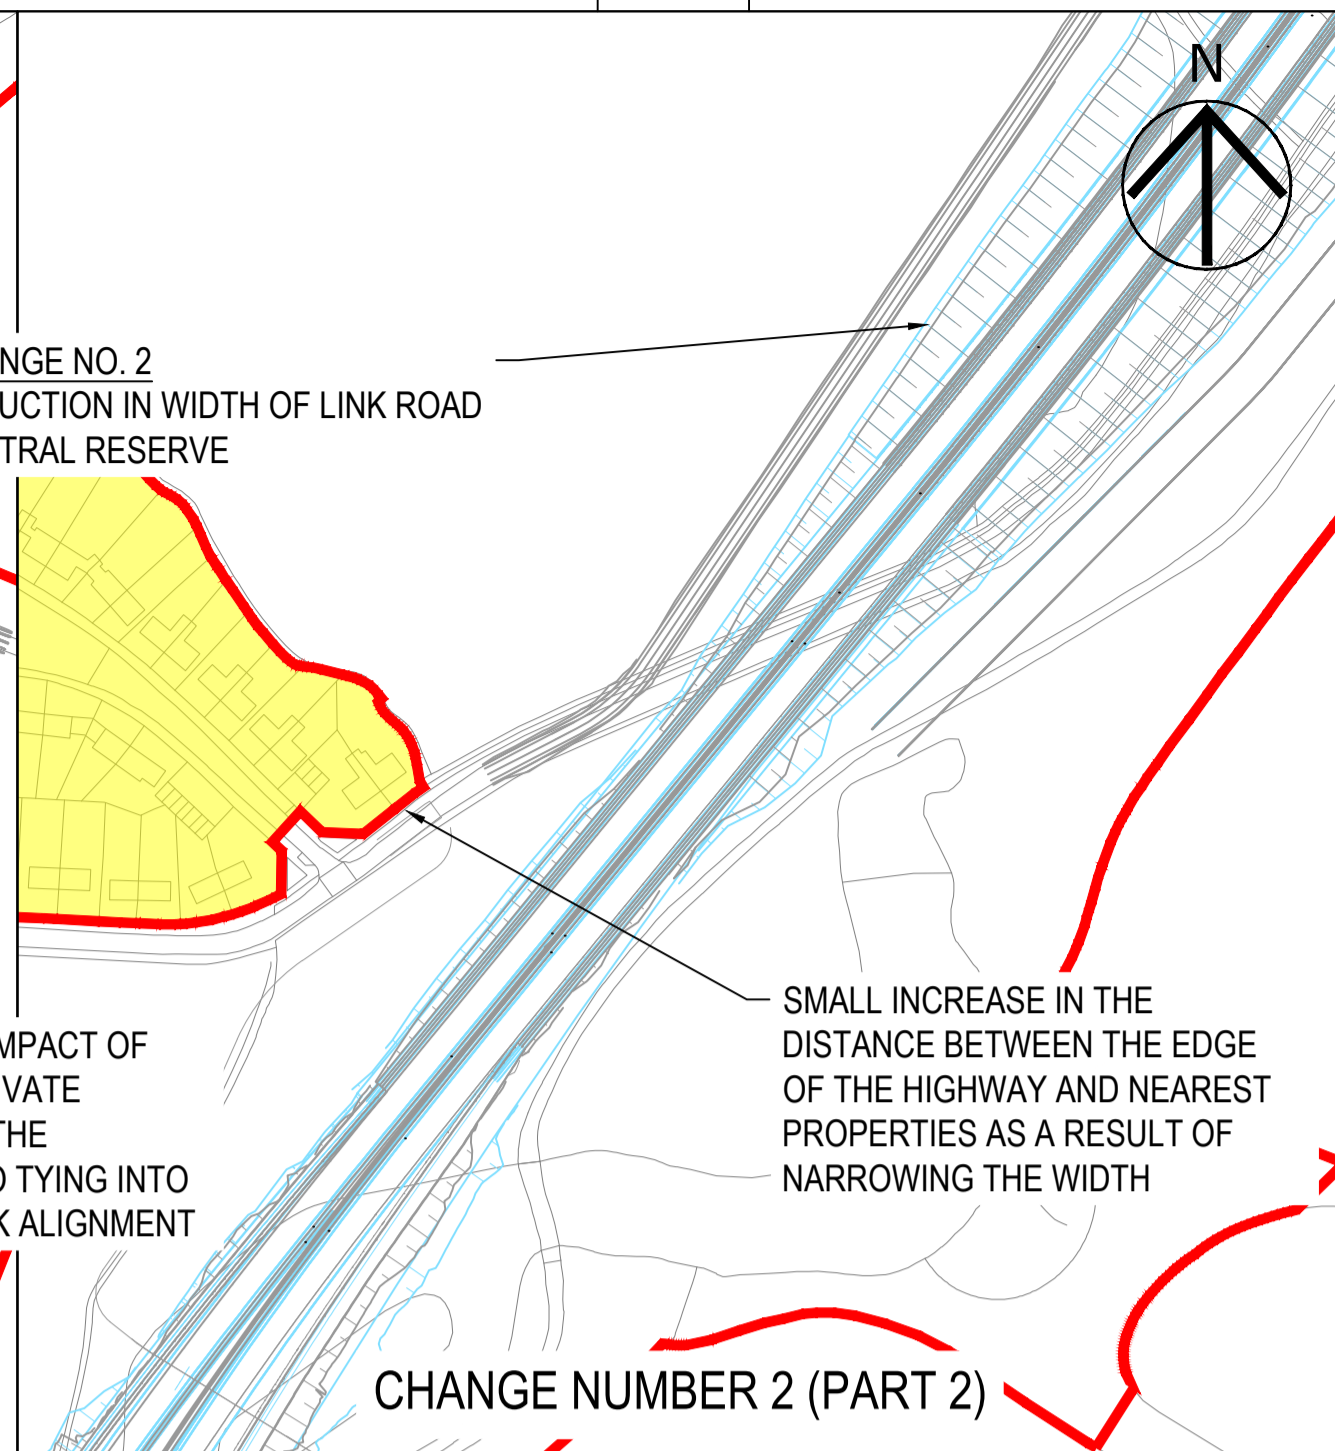 N
NGE NO. 2
UCTION IN WIDTH OF LINK ROAD
TRAL RESERVE
SMALL INCREASE IN THE
DISTANCE BETWEEN THE EDGE
OF THE HIGHWAY AND NEAREST
PROPERTIES AS A RESULT OF
NARROWING THE WIDTH
MPACT OF
VATE
THE
D TYING INTO
K ALIGNMENT
CHANGE NUMBER 2 (PART 2)